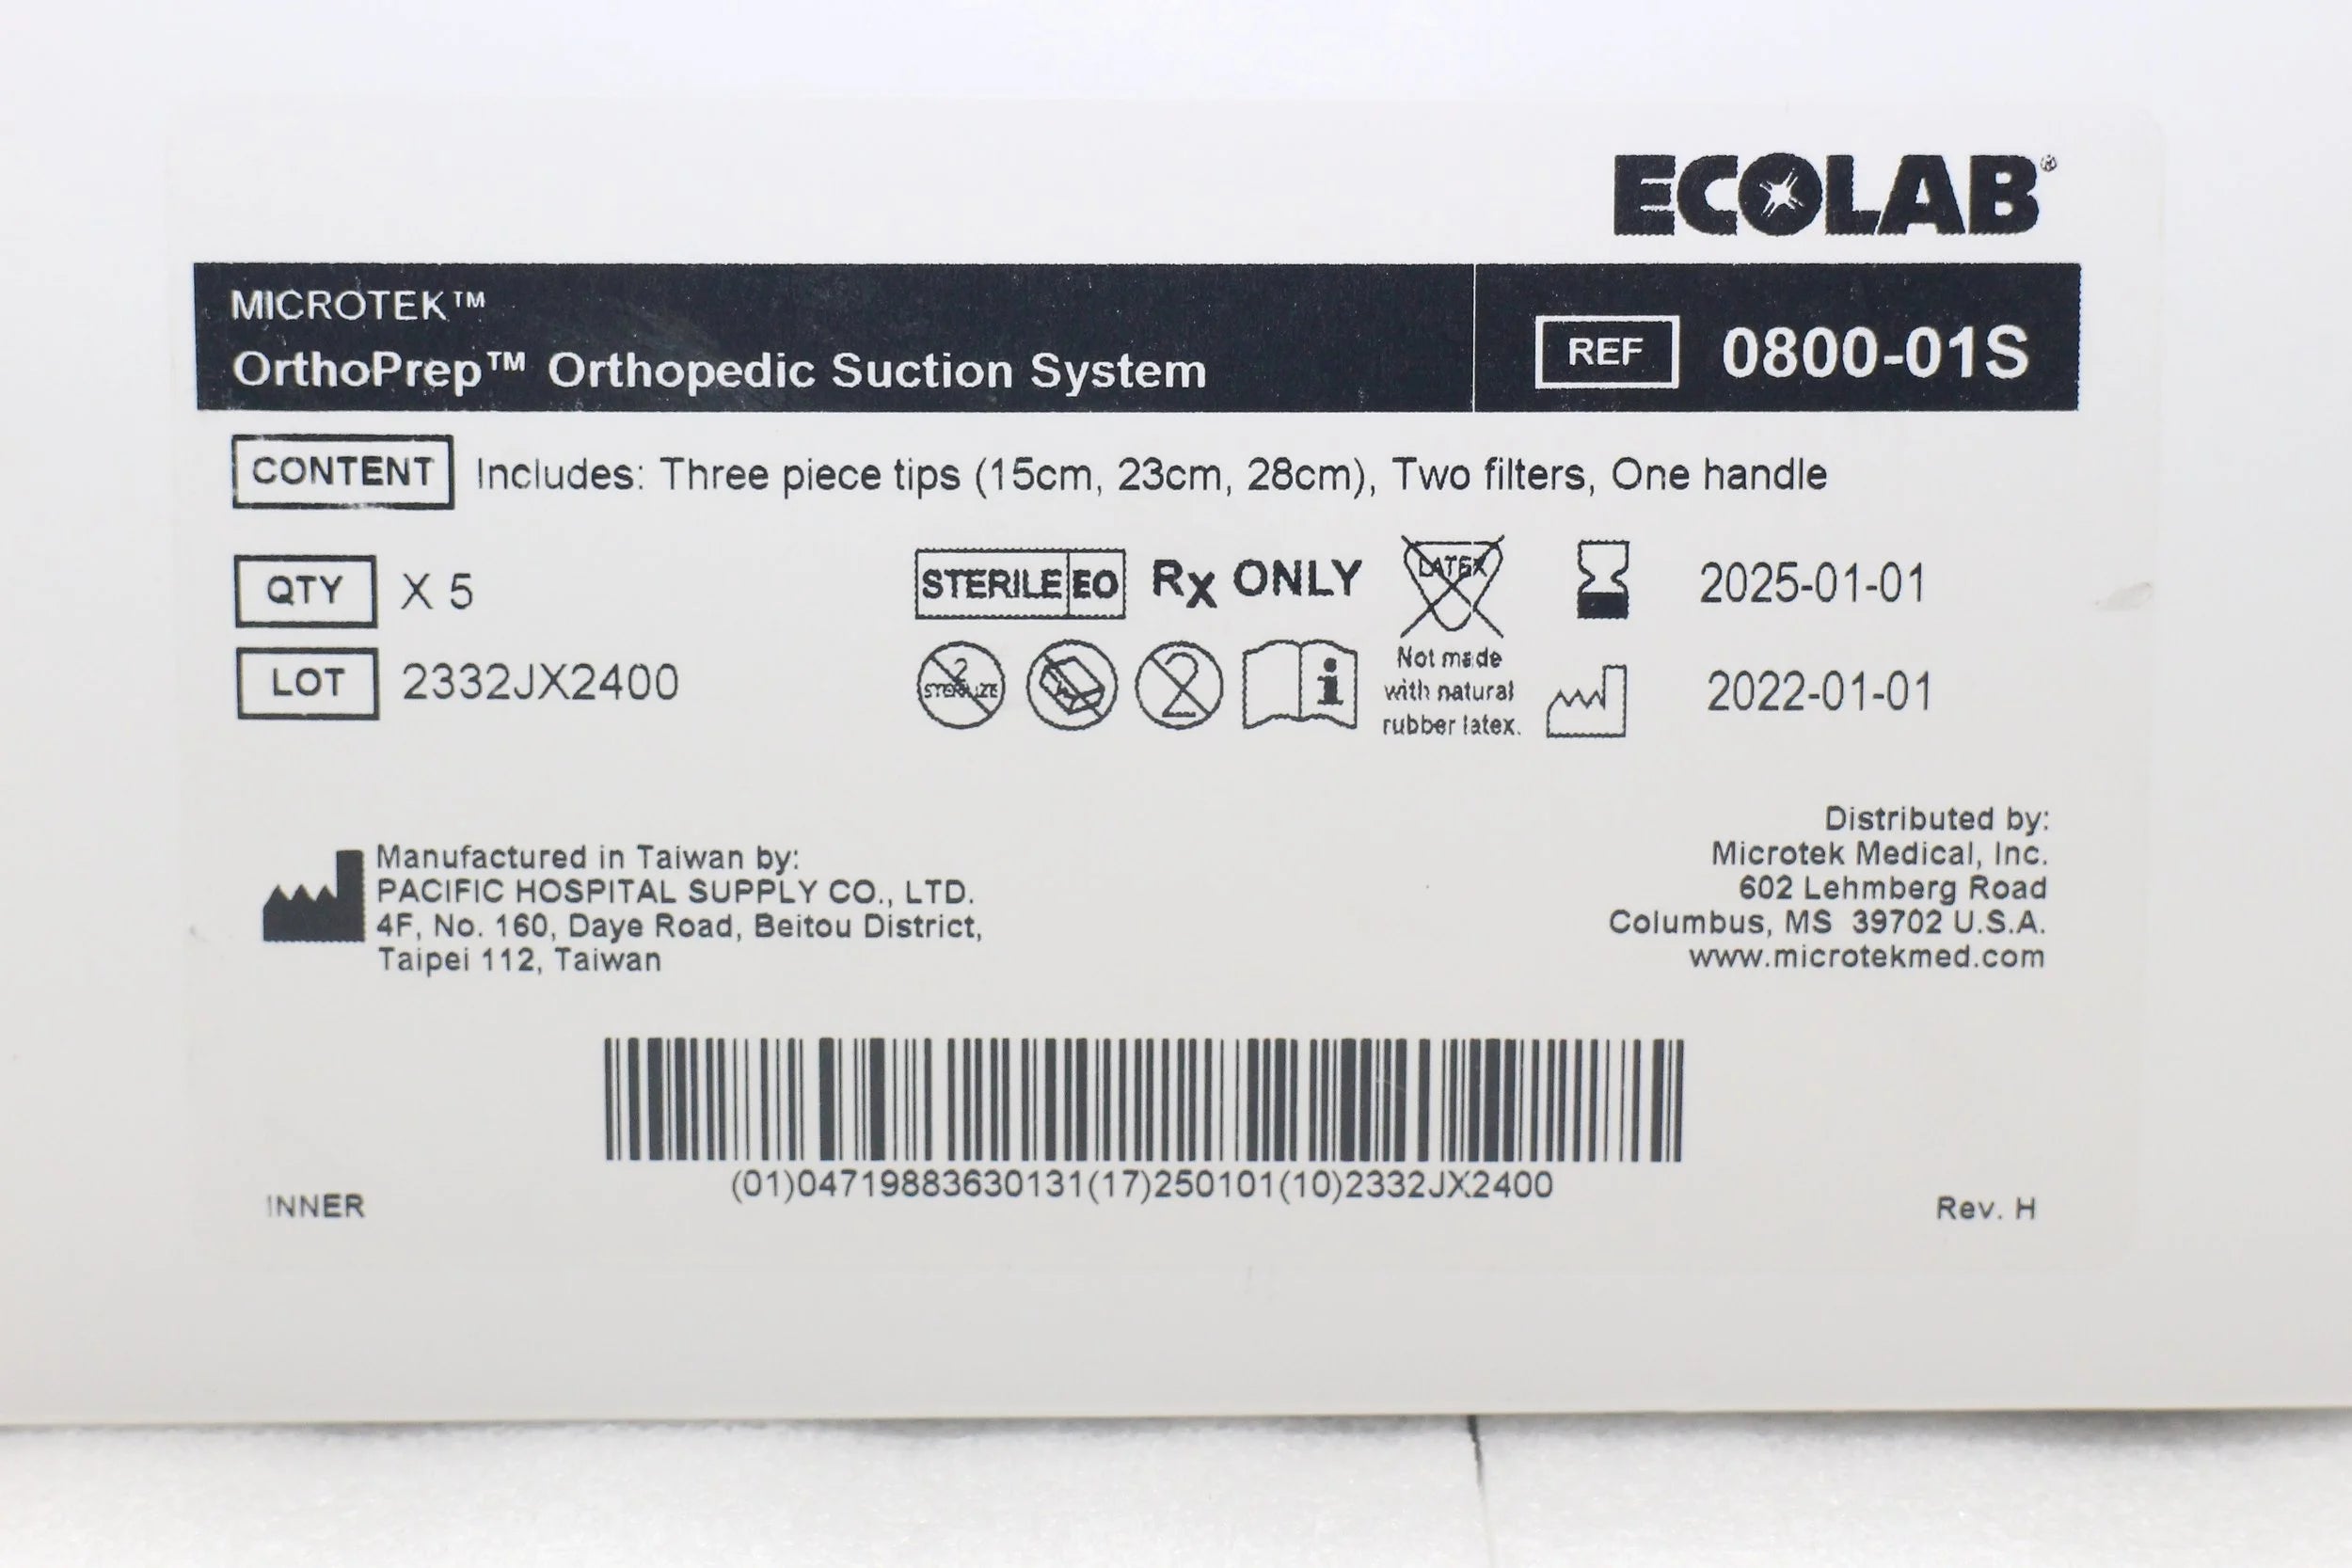 ECOLAB®
MICROTEK™
OrthoPrep™ Orthopedic Suction System
REF 0800-01S
CONTENT Includes: Three piece tips (15cm, 23cm, 28cm), Two filters, One handle
QTY X 5
STERILE EO Rx ONLY
LATEX
2025-01-01
LOT 2332JX2400
2
STERILIZE
2
i
Not made
with natural
rubber latex.
2022-01-01
Manufactured in Taiwan by:
PACIFIC HOSPITAL SUPPLY CO., LTD.
4F, No. 160, Daye Road, Beitou District,
Taipei 112, Taiwan
Distributed by:
Microtek Medical, Inc.
602 Lehmberg Road
Columbus, MS 39702 U.S.A.
www.microtekmed.com
(01)04719883630131(17)250101(10)2332JX2400
INNER
Rev. H